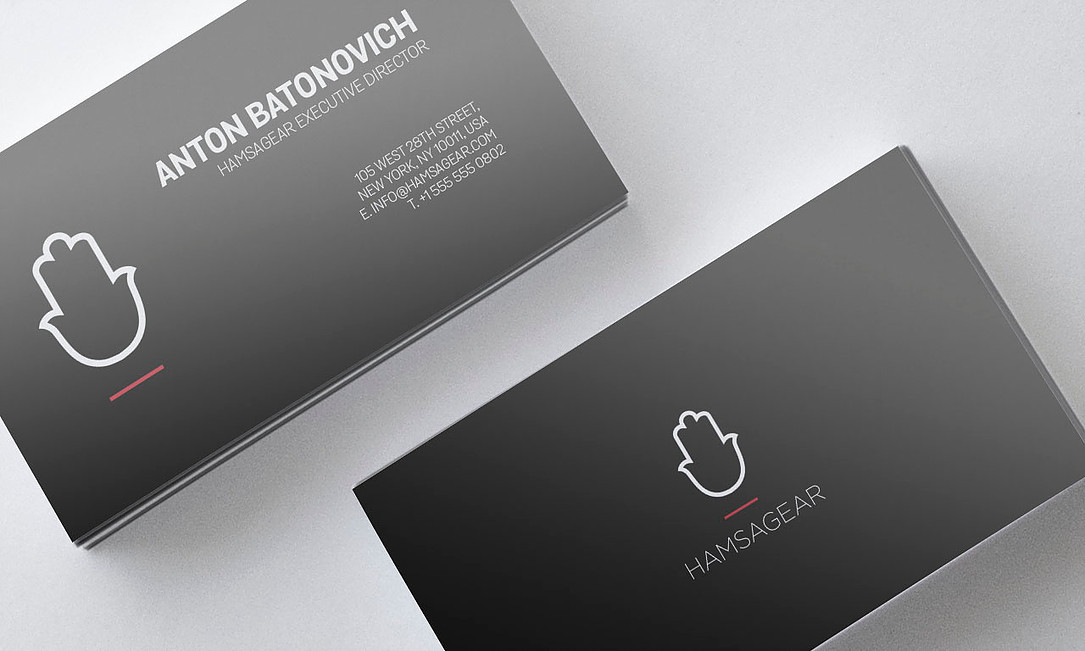 ANTON BATONOVICH
HAMSAGEAR EXECUTIVE DIRECTOR
105 WEST 28TH STREET,
NEW YORK, NY 10011, USA
E. INFO@HAMSAGEAR.COM
T. +1 555 555 0802
HAMSAGEAR